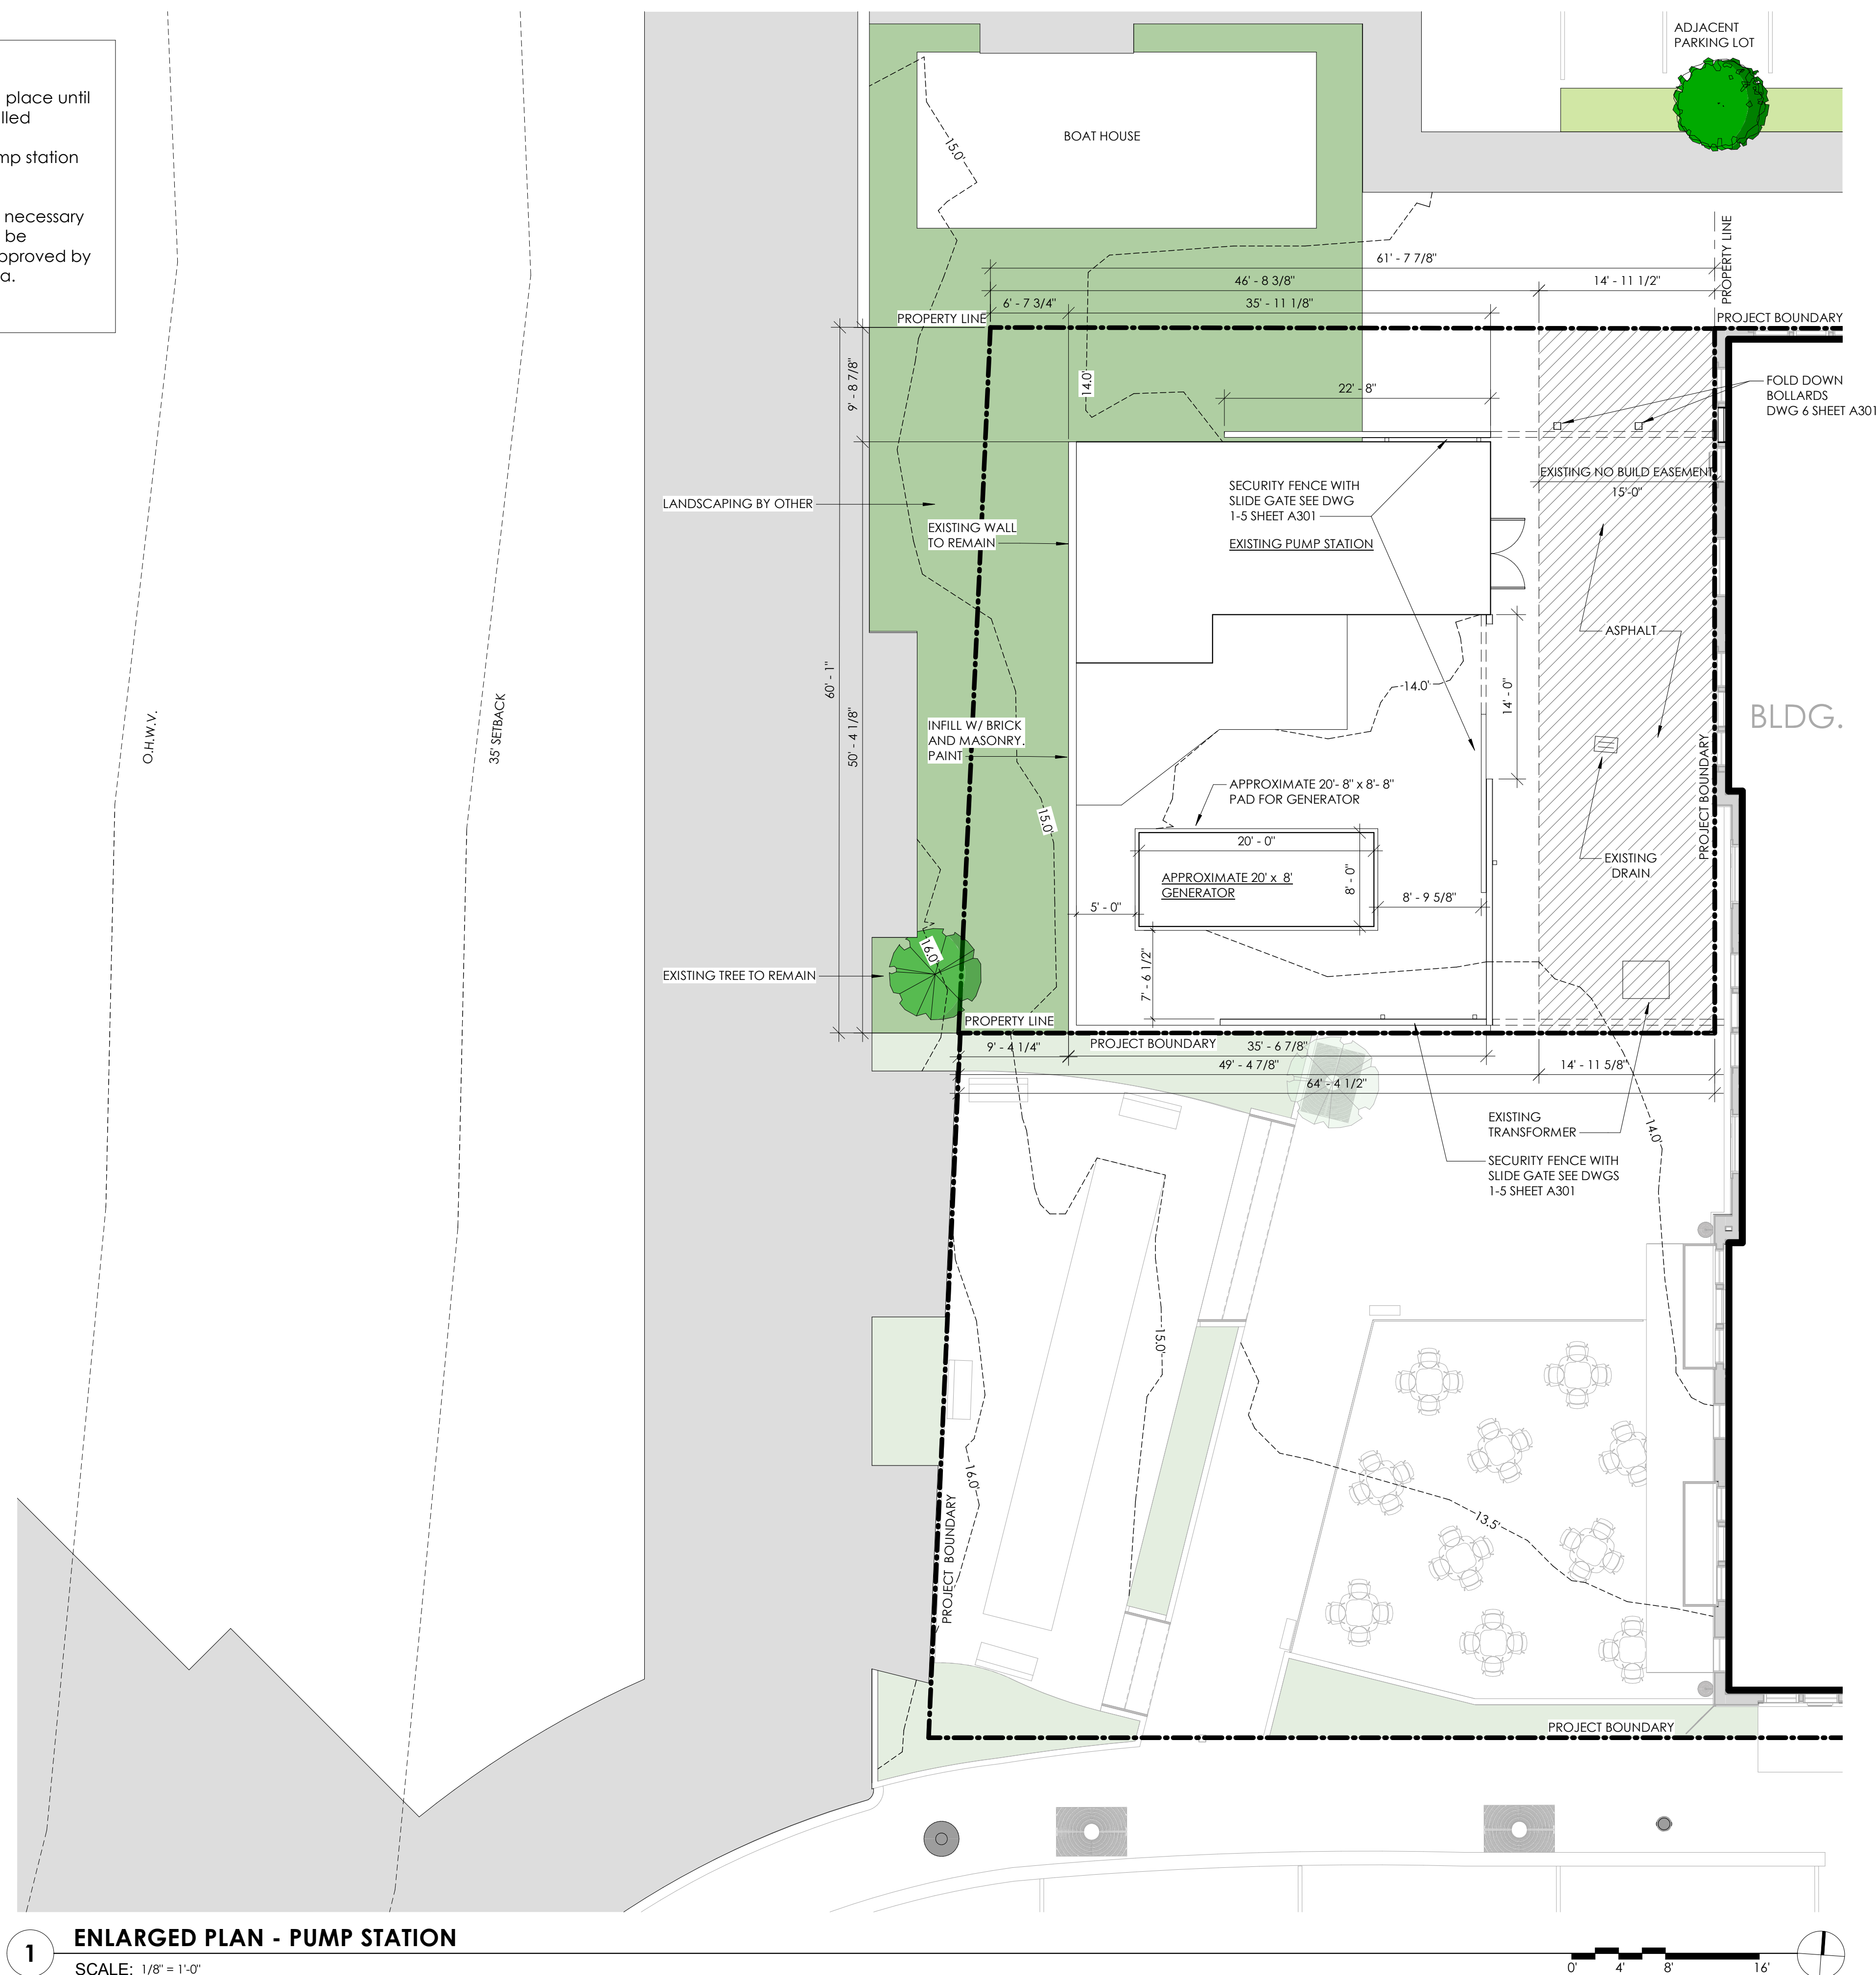 place until
lled
mp station
necessary
be
pproved by
a.
ADJACENT
PARKING LOT
BOAT HOUSE
15.0'
PROPERTY LINE
61' - 7 7/8"
46' - 8 3/8"
14' - 11 1/2"
6' - 7 3/4"
35' - 11 1/8"
PROPERTY LINE
PROJECT BOUNDARY
9' - 8 7/8"
14.0'
22' - 8"
FOLD DOWN
BOLLARDS
DWG 6 SHEET A301
EXISTING NO BUILD EASEMENT
15'-0"
LANDSCAPING BY OTHER
SECURITY FENCE WITH
SLIDE GATE SEE DWG
1-5 SHEET A301
EXISTING PUMP STATION
EXISTING WALL
TO REMAIN
ASPHALT
60' - 1"
50' - 4 1/8"
14.0'
14' - 0"
O.H.W.V.
35' SETBACK
BLDG.
INFILL W/ BRICK
AND MASONRY.
PAINT
PROJECT BOUNDARY
APPROXIMATE 20'- 8" x 8'- 8"
PAD FOR GENERATOR
15.0'
20' - 0"
8' - 0"
APPROXIMATE 20' x 8'
GENERATOR
EXISTING
DRAIN
5' - 0"
8' - 9 5/8"
16.0'
7' - 6 1/2"
EXISTING TREE TO REMAIN
PROPERTY LINE
PROJECT BOUNDARY
9' - 4 1/4"
35' - 6 7/8"
49' - 4 7/8"
14' - 11 5/8"
64' - 4 1/2"
EXISTING
TRANSFORMER
14.0'
SECURITY FENCE WITH
SLIDE GATE SEE DWGS
1-5 SHEET A301
15.0'
16.0'
13.5'
PROJECT BOUNDARY
PROJECT BOUNDARY
1
ENLARGED PLAN - PUMP STATION
SCALE: 1/8" = 1'-0"
0'
4'
8'
16'